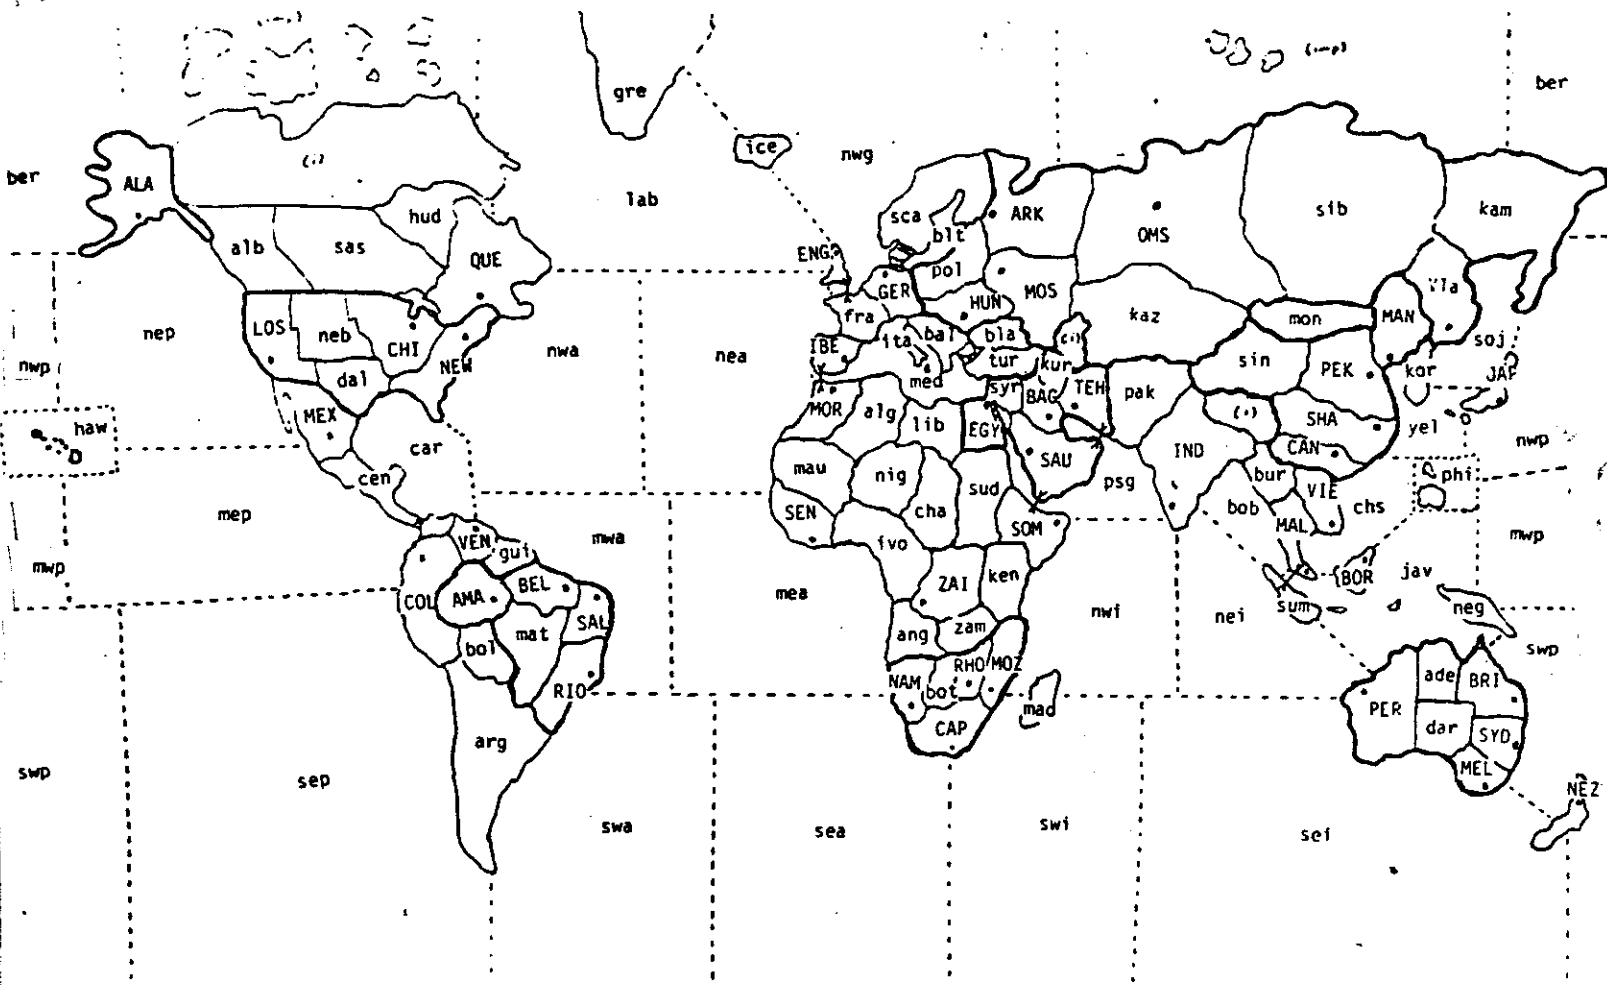 (imp)
ber
gre
ice
nwg
ber
ALA
lab
hud
sca
ARK
sib
kam
OMS
blt
alb
sas
QUE
ENG
pol
GER
HUN
MOS
Vla
nep
LOS
neb
fra
kaz
mon
MAN
CHI
IBE
ita
bal
bla
soj
nwp
nwa
nea
tur
kur
sin
PEK
kor
JAP
dal
NEW
med
syr
BAG
TEH
pak
MEX
MOR
alg
lib
EGY
SHA
yel
haw
car
SAU
IND
CAN
nwp
cen
mau
nig
sud
psg
bur
VIE
phi
mep
SEN
cha
bob
chs
MAL
SOM
VEN
gui
mwa
ivo
mwp
mwp
COL
AMA
BEL
mea
ZAI
ken
nwi
nei
BOR
jav
sum
neg
SAL
mat
bol
ang
zam
swp
RIO
NAM
bot
RHO
MOZ
mad
ade
BRI
PER
arg
CAP
dar
SYD
swp
sep
MEL
NEZ
swa
sea
swi
sei